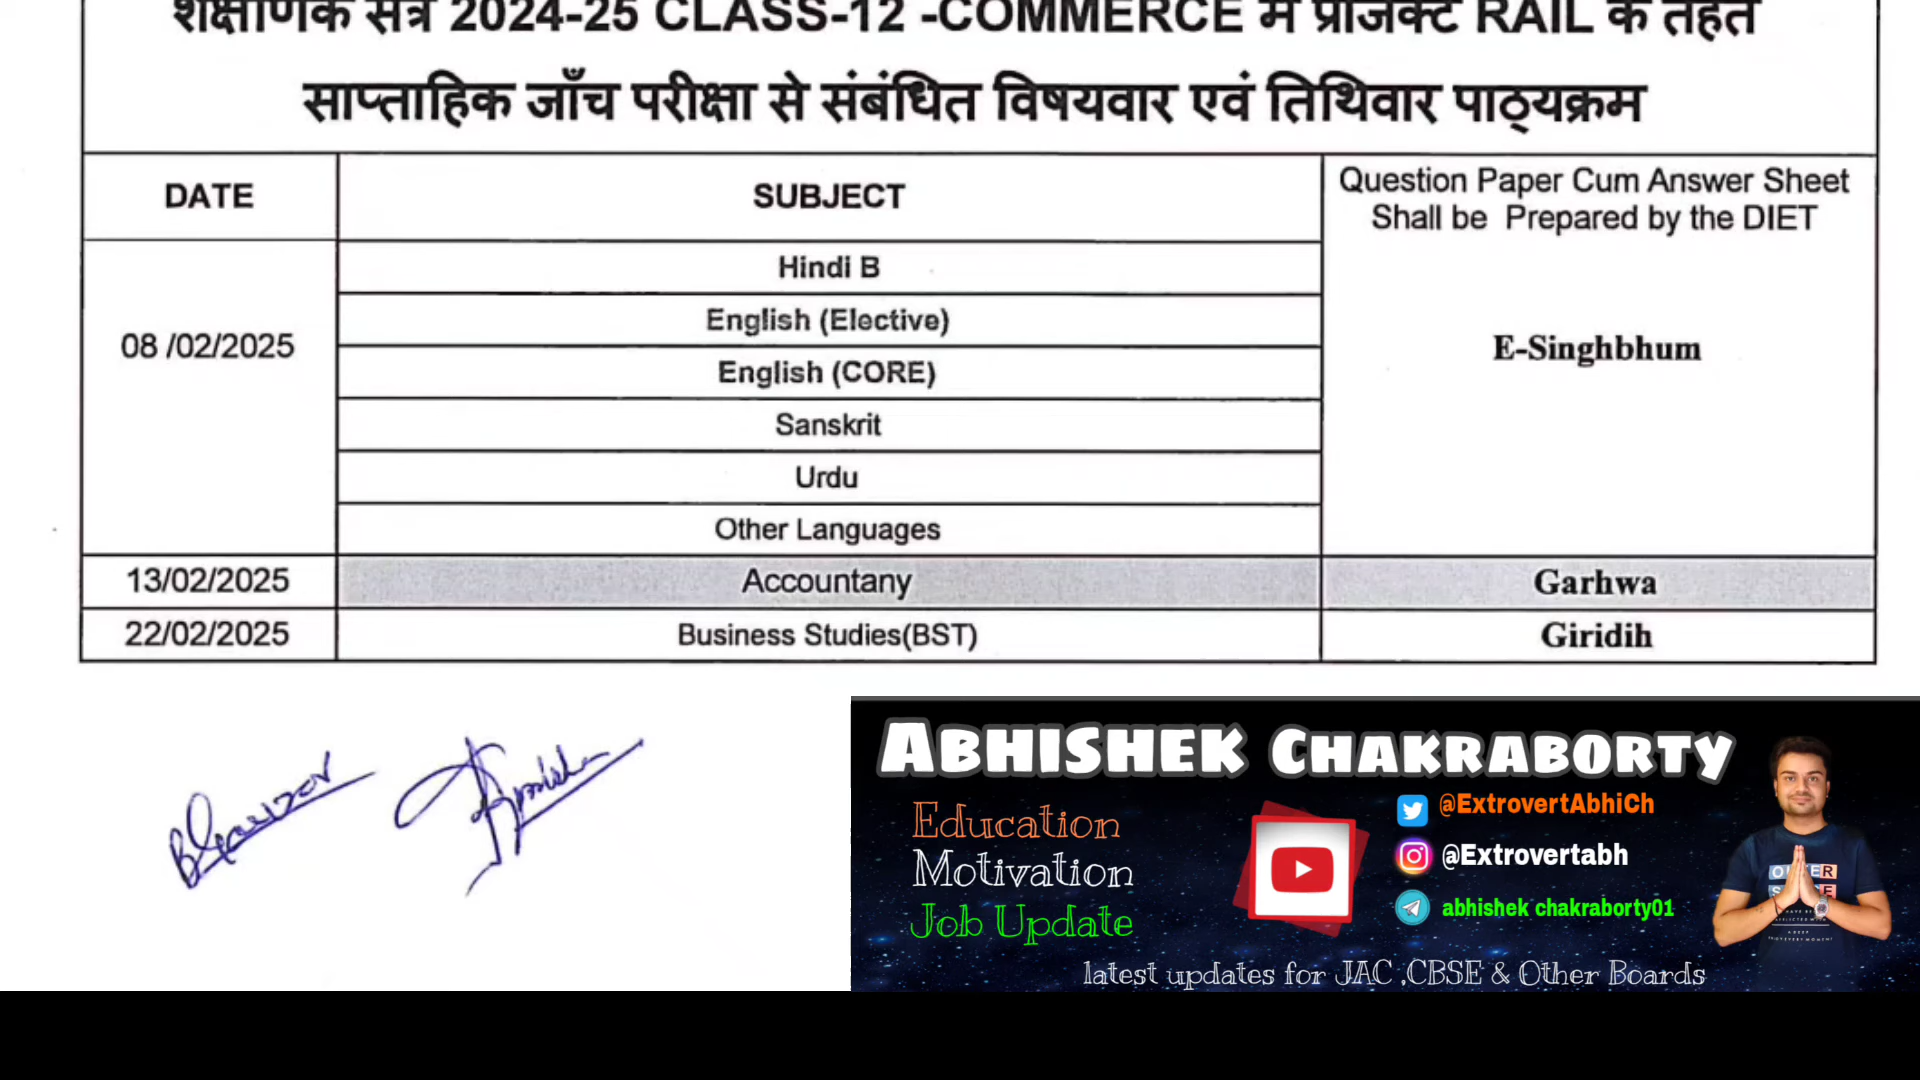 शैक्षणिक सत्र 2024-25 CLASS-12 -COMMERCE में प्रोजेक्ट RAIL के तहत
साप्ताहिक जाँच परीक्षा से संबंधित विषयवार एवं तिथिवार पाठ्यक्रम
DATE
SUBJECT
Question Paper Cum Answer Sheet
Shall be Prepared by the DIET
08 /02/2025
Hindi B
English (Elective)
English (CORE)
Sanskrit
Urdu
Other Languages
E-Singhbhum
13/02/2025
Accountany
Garhwa
22/02/2025
Business Studies(BST)
Giridih
ABHISHEK CHAKRABORTY
Education
Motivation
Job Update
@ExtrovertAbhiCh
@Extrovertabh
abhishek chakraborty01
latest updates for JAC ,CBSE & Other Boards